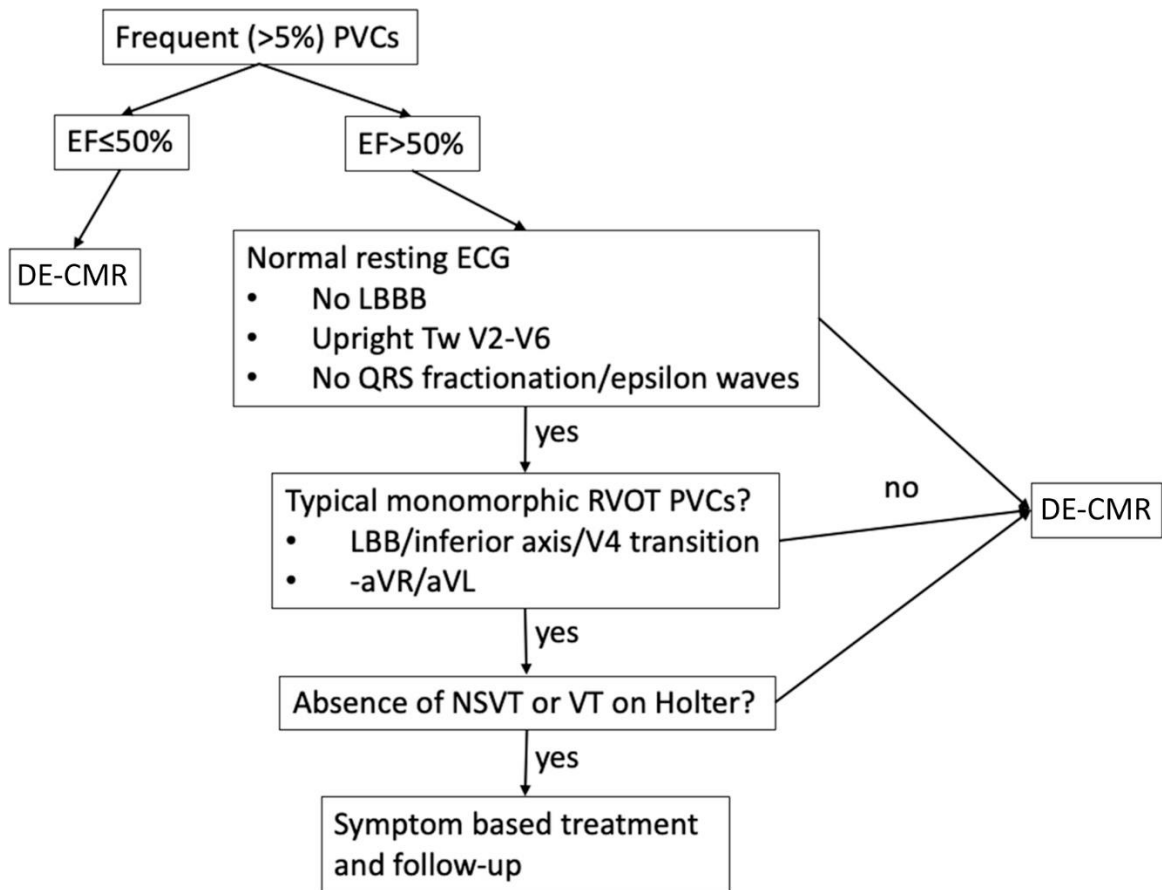 Frequent (>5%) PVCs
EF≤50%
EF>50%
DE-CMR
Normal resting ECG
• No LBBB
• Upright Tw V2-V6
• No QRS fractionation/epsilon waves
yes
Typical monomorphic RVOT PVCs?
• LBB/inferior axis/V4 transition
• -aVR/aVL
no
DE-CMR
yes
Absence of NSVT or VT on Holter?
yes
Symptom based treatment
and follow-up